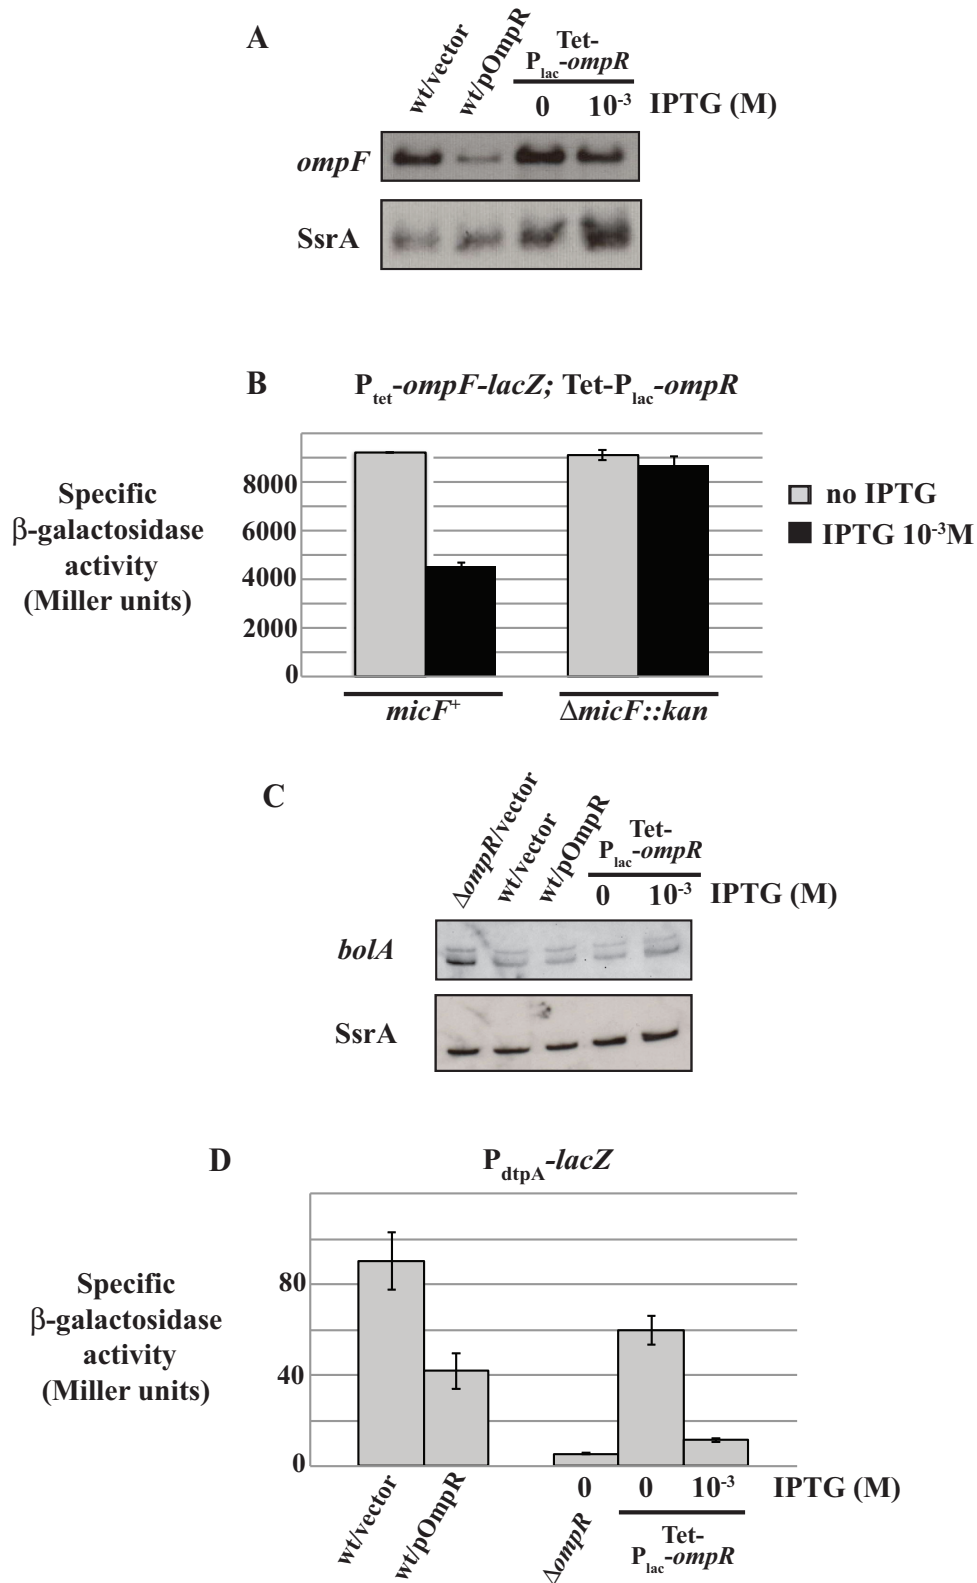 A
wt/vector
wt/pOmpR
Tet-
Plac-ompR
0 10-3 IPTG (M)
ompF
SsrA
B
Ptet-ompF-lacZ; Tet-Plac-ompR
Specific
β-galactosidase
activity
(Miller units)
8000
6000
4000
2000
0
no IPTG
IPTG 10-3M
micF+
ΔmicF::kan
C
ΔompR/vector
wt/vector
wt/pOmpR
Tet-
Plac-ompR
0 10-3 IPTG (M)
bolA
SsrA
D
PdtpA-lacZ
Specific
β-galactosidase
activity
(Miller units)
80
40
0
0 0 10-3 IPTG (M)
wt/vector
wt/pOmpR
ΔompR
Tet-
Plac-ompR